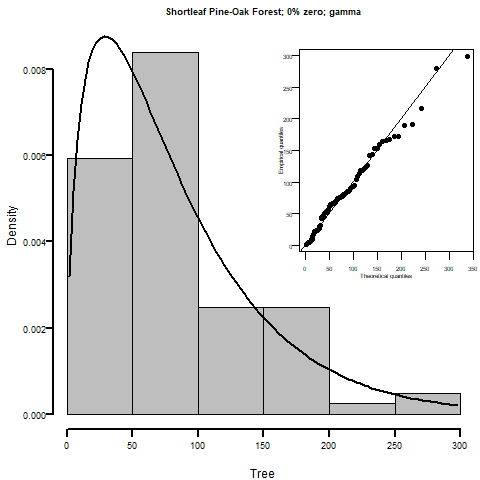 Shortleaf Pine-Oak Forest; 0% zero; gamma
Density
0.008
0.006
0.004
0.002
0.000
0 50 100 150 200 250 300
Tree
Empirical quantiles
300
250
200
150
100
50
0
0 50 100 150 200 250 300 350
Theoretical quantiles